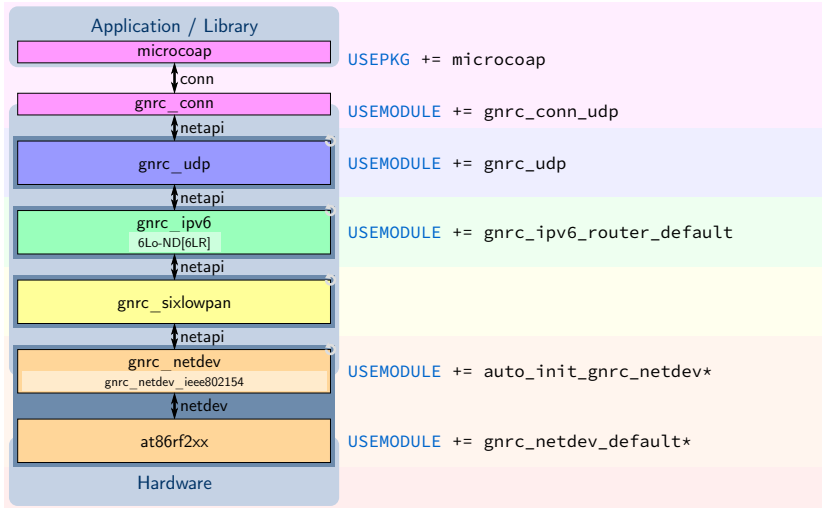 Application / Library
microcoap
USEPKG += microcoap
conn
gnrc_conn
USEMODULE += gnrc_conn_udp
netapi
gnrc_udp
USEMODULE += gnrc_udp
netapi
gnrc_ipv6
6Lo-ND[6LR]
USEMODULE += gnrc_ipv6_router_default
netapi
gnrc_sixlowpan
netapi
gnrc_netdev
gnrc_netdev_ieee802154
USEMODULE += auto_init_gnrc_netdev*
netdev
at86rf2xx
USEMODULE += gnrc_netdev_default*
Hardware